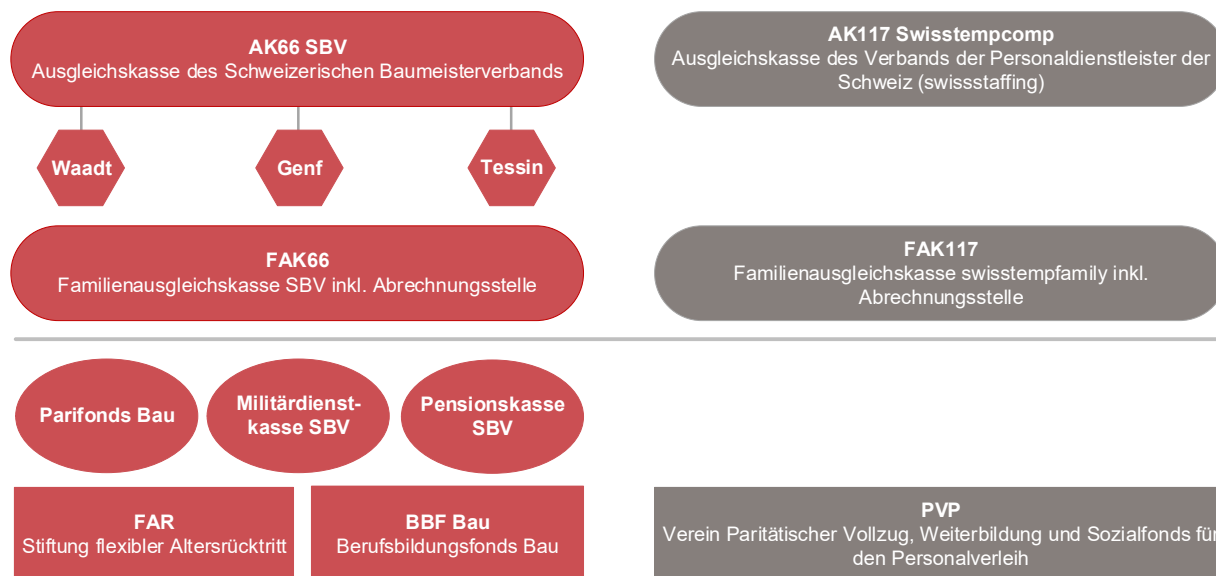 AK66 SBV
Ausgleichskasse des Schweizerischen Baumeisterverbands
AK117 Swisstempcomp
Ausgleichskasse des Verbands der Personaldienstleister der
Schweiz (swissstaffing)
Waadt
Genf
Tessin
FAK66
Familienausgleichkasse SBV inkl. Abrechnungsstelle
FAK117
Familienausgleichkasse swisstempfamily inkl.
Abrechnungsstelle
Parifonds Bau
Militärdienst-
kasse SBV
Pensionskasse
SBV
FAR
Stiftung flexibler Altersrücktritt
BBF Bau
Berufsbildungsfonds Bau
PVP
Verein Paritätischer Vollzug, Weiterbildung und Sozialfonds für
den Personalverleih